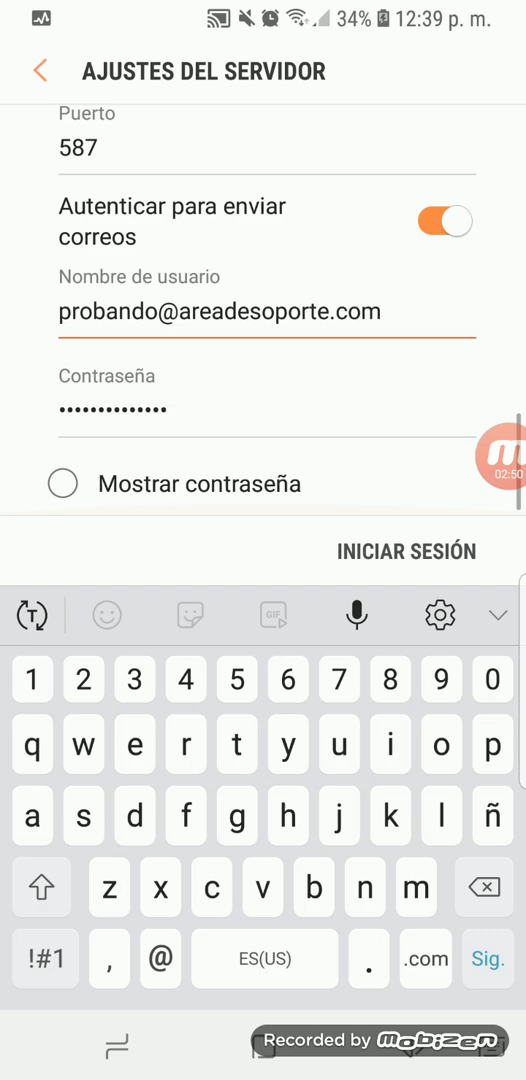 34% 12:39 p. m.
AJUSTES DEL SERVIDOR
Puerto
587
Autenticar para enviar
correos
Nombre de usuario
probando@areadesoporte.com
Contraseña
••••••••••••••
02:50
Mostrar contraseña
INICIAR SESIÓN
T GIF
1 2 3 4 5 6 7 8 9 0
q w e r t y u i o p
a s d f g h j k l ñ
z x c v b n m
!#1 , @ ES(US) . .com Sig.
Recorded by mobizen